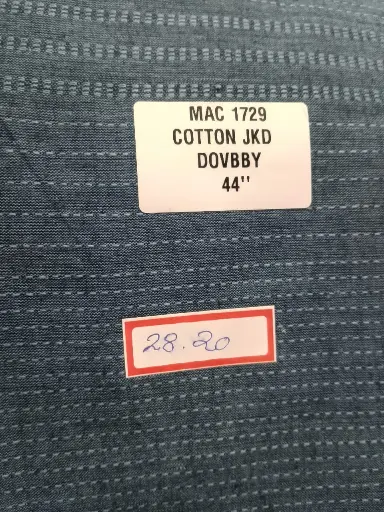 MAC 1729
COTTON JKD
DOVBBY
44"
28.20